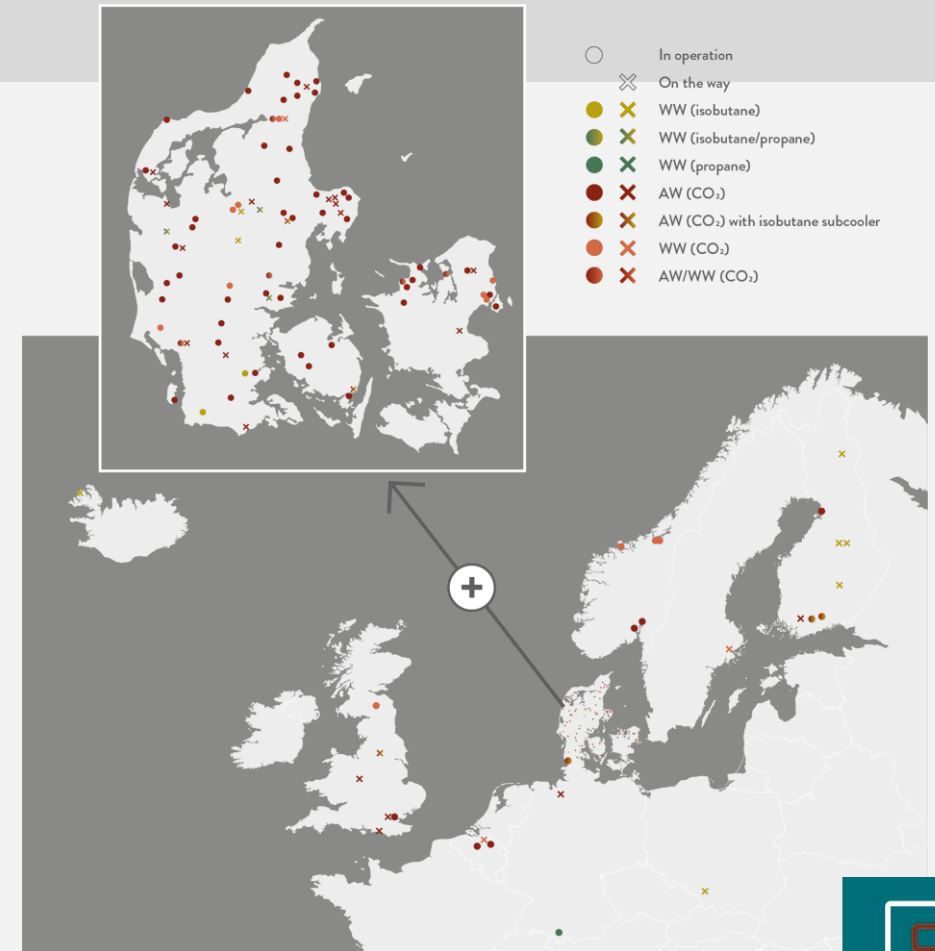 In operation
On the way
WW (isobutane)
WW (isobutane/propane)
WW (propane)
AW (CO₂)
AW (CO₂) with isobutane subcooler
WW (CO₂)
AW/WW (CO₂)